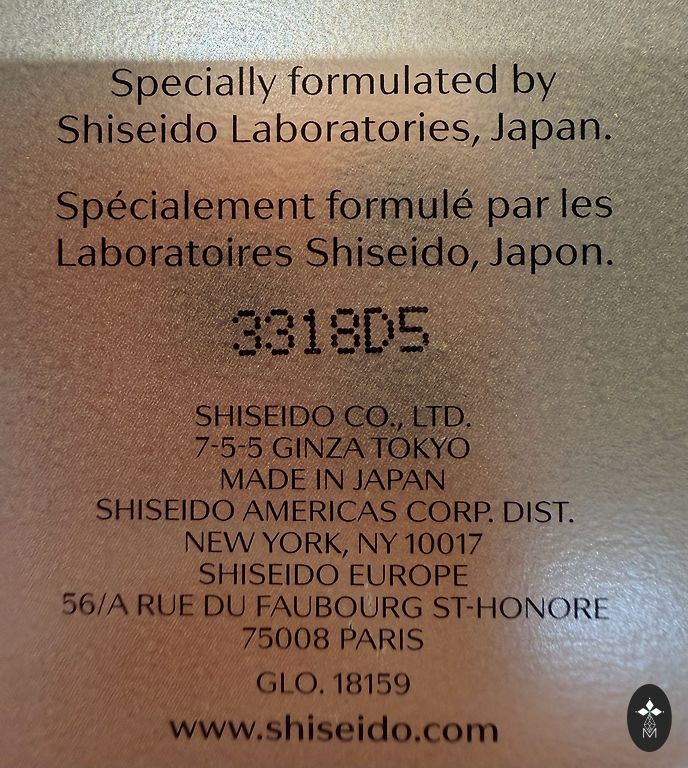 Specially formulated by
Shiseido Laboratories, Japan.
Spécialement formulé par les
Laboratoires Shiseido, Japon.
3318D5
SHISEIDO CO., LTD.
7-5-5 GINZA TOKYO
MADE IN JAPAN
SHISEIDO AMERICAS CORP. DIST.
NEW YORK, NY 10017
SHISEIDO EUROPE
56/A RUE DU FAUBOURG ST-HONORE
75008 PARIS
GLO. 18159
www.shiseido.com